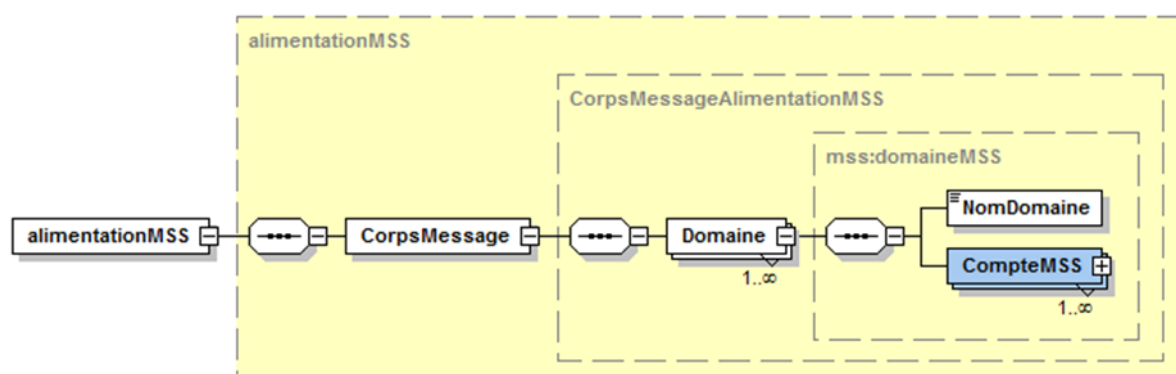 alimentationMSS
CorpsMessageAlimentationMSS
mss:domaineMSS
alimentationMSS
CorpsMessage
Domaine
1..∞
NomDomaine
CompteMSS
1..∞